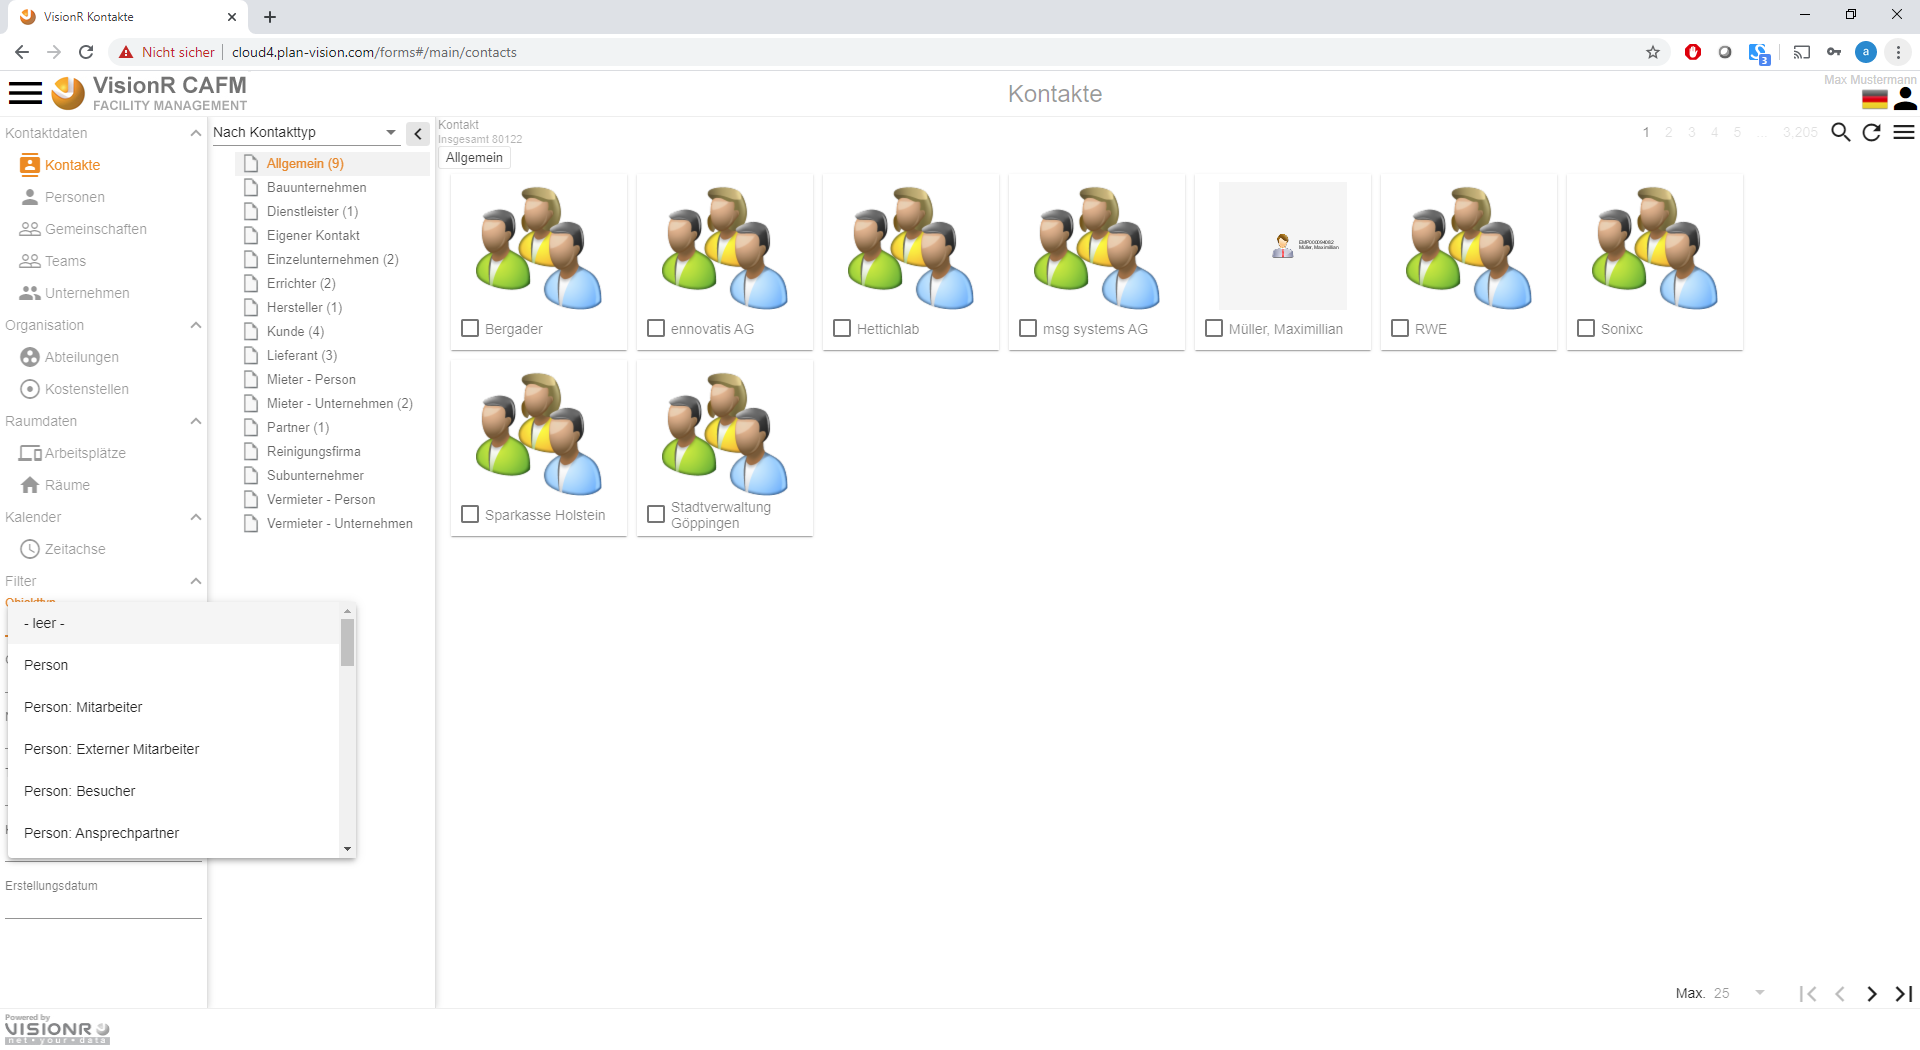 VisionR Kontakte
Nicht sicher
cloud4.plan-vision.com/forms#/main/contacts
3
a
VisionR CAFM
FACILITY MANAGEMENT
Kontakte
Max Mustermann
Kontaktdaten
Kontakte
Personen
Gemeinschaften
Teams
Unternehmen
Organisation
Abteilungen
Kostenstellen
Raumdaten
Arbeitsplätze
Räume
Kalender
Zeitachse
Filter
Objekttyp
- leer -
Person
Person: Mitarbeiter
Person: Externer Mitarbeiter
Person: Besucher
Person: Ansprechpartner
Erstellungsdatum
Nach Kontakttyp
Allgemein (9)
Bauunternehmen
Dienstleister (1)
Eigener Kontakt
Einzelunternehmen (2)
Errichter (2)
Hersteller (1)
Kunde (4)
Lieferant (3)
Mieter - Person
Mieter - Unternehmen (2)
Partner (1)
Reinigungsfirma
Subunternehmer
Vermieter - Person
Vermieter - Unternehmen
Kontakt
Insgesamt 80122
Allgemein
1 2 3 4 5 ... 3,205
EMP000094082
Müller, Maximillian
Bergader
ennovatis AG
Hettichlab
msg systems AG
Müller, Maximillian
RWE
Sonixc
Sparkasse Holstein
Stadtverwaltung
Göppingen
Max. 25
Powered by
VISIONR
net • your • data